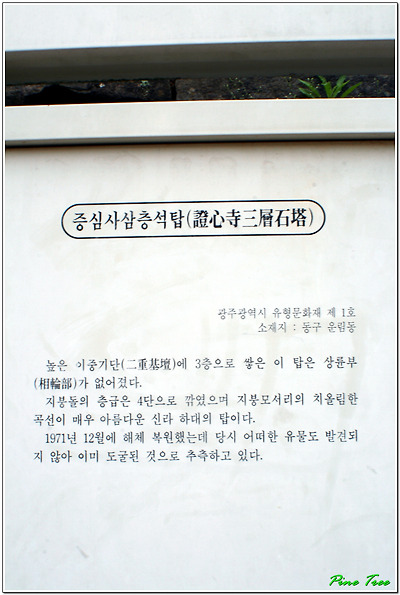 증심사삼층석탑(證心寺三層石塔)
광주광역시 유형문화재 제 1호
소재지 : 동구 운림동
높은 이중기단(二重基壇)에 3층으로 쌓은 이 탑은 상륜부
(相輪部)가 없어졌다.
지붕돌의 층급은 4단으로 깎였으며 지붕모서리의 치올림한
곡선이 매우 아름다운 신라 하대의 탑이다.
1971년 12월에 해체 복원했는데 당시 어떠한 유물도 발견되
지 않아 이미 도굴된 것으로 추측하고 있다.
Pine Tree